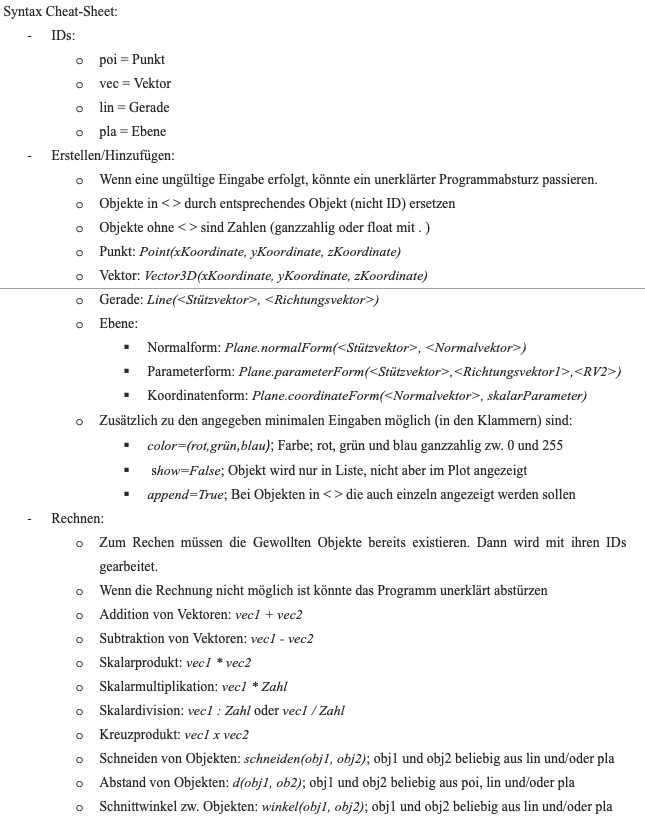 Syntax Cheat-Sheet:
- IDs:
o poi = Punkt
o vec = Vektor
o lin = Gerade
o pla = Ebene
- Erstellen/Hinzufügen:
o Wenn eine ungültige Eingabe erfolgt, könnte ein unerklärter Programmabsturz passieren.
o Objekte in < > durch entsprechendes Objekt (nicht ID) ersetzen
o Objekte ohne < > sind Zahlen (ganzzahlig oder float mit . )
o Punkt: Point(xKoordinate, yKoordinate, zKoordinate)
o Vektor: Vector3D(xKoordinate, yKoordinate, zKoordinate)
o Gerade: Line(<Stützvektor>, <Richtungsvektor>)
o Ebene:
▪ Normalform: Plane.normalForm(<Stützvektor>, <Normalvektor>)
▪ Parameterform: Plane.parameterForm(<Stützvektor>,<Richtungsvektor1>,<RV2>)
▪ Koordinatenform: Plane.coordinateForm(<Normalvektor>, skalarParameter)
o Zusätzlich zu den angegeben minimalen Eingaben möglich (in den Klammern) sind:
▪ color=(rot,grün,blau); Farbe; rot, grün und blau ganzzahlig zw. 0 und 255
▪ show=False; Objekt wird nur in Liste, nicht aber im Plot angezeigt
▪ append=True; Bei Objekten in < > die auch einzeln angezeigt werden sollen
- Rechnen:
o Zum Rechen müssen die Gewollten Objekte bereits existieren. Dann wird mit ihren IDs
gearbeitet.
o Wenn die Rechnung nicht möglich ist könnte das Programm unerklärt abstürzen
o Addition von Vektoren: vec1 + vec2
o Subtraktion von Vektoren: vec1 - vec2
o Skalarprodukt: vec1 * vec2
o Skalarmultiplikation: vec1 * Zahl
o Skalardivision: vec1 : Zahl oder vec1 / Zahl
o Kreuzprodukt: vec1 x vec2
o Schneiden von Objekten: schneiden(obj1, obj2); obj1 und obj2 beliebig aus lin und/oder pla
o Abstand von Objekten: d(obj1, ob2); obj1 und obj2 beliebig aus poi, lin und/oder pla
o Schnittwinkel zw. Objekten: winkel(obj1, obj2); obj1 und obj2 beliebig aus lin und/oder pla